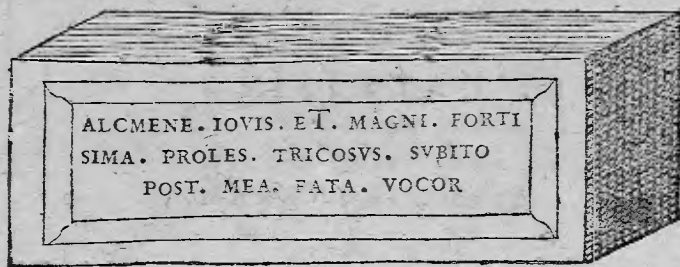 ALCMENE. IOVIS. ET. MAGNI. FORTI
SIMA. PROLES. TRICOSVS. SVBITO
POST. MEA. FATA. VOCOR